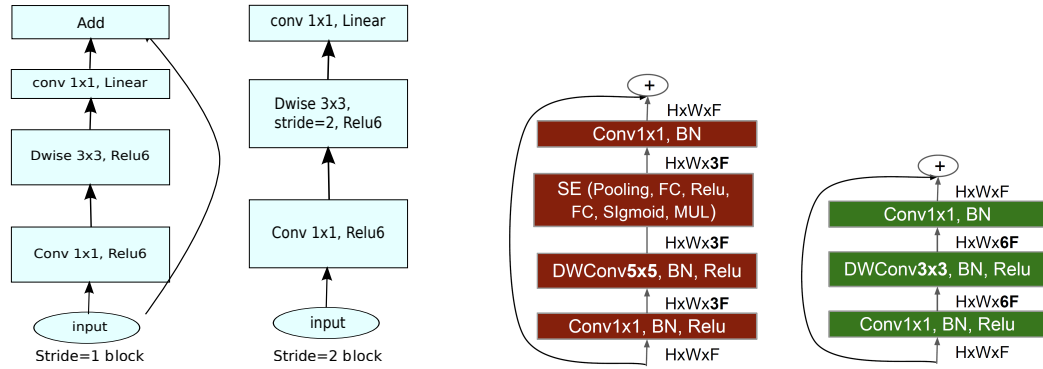 Add
conv 1x1, Linear
Dwise 3x3, Relu6
Conv 1x1, Relu6
input
Stride=1 block
conv 1x1, Linear
Dwise 3x3,
stride=2, Relu6
Conv 1x1, Relu6
input
Stride=2 block
+
HxWxF
Conv1x1, BN
HxWx3F
SE (Pooling, FC, Relu,
FC, SIgmoid, MUL)
HxWx3F
DWConv5x5, BN, Relu
HxWx3F
Conv1x1, BN, Relu
HxWxF
+
HxWxF
Conv1x1, BN
HxWx6F
DWConv3x3, BN, Relu
HxWx6F
Conv1x1, BN, Relu
HxWxF